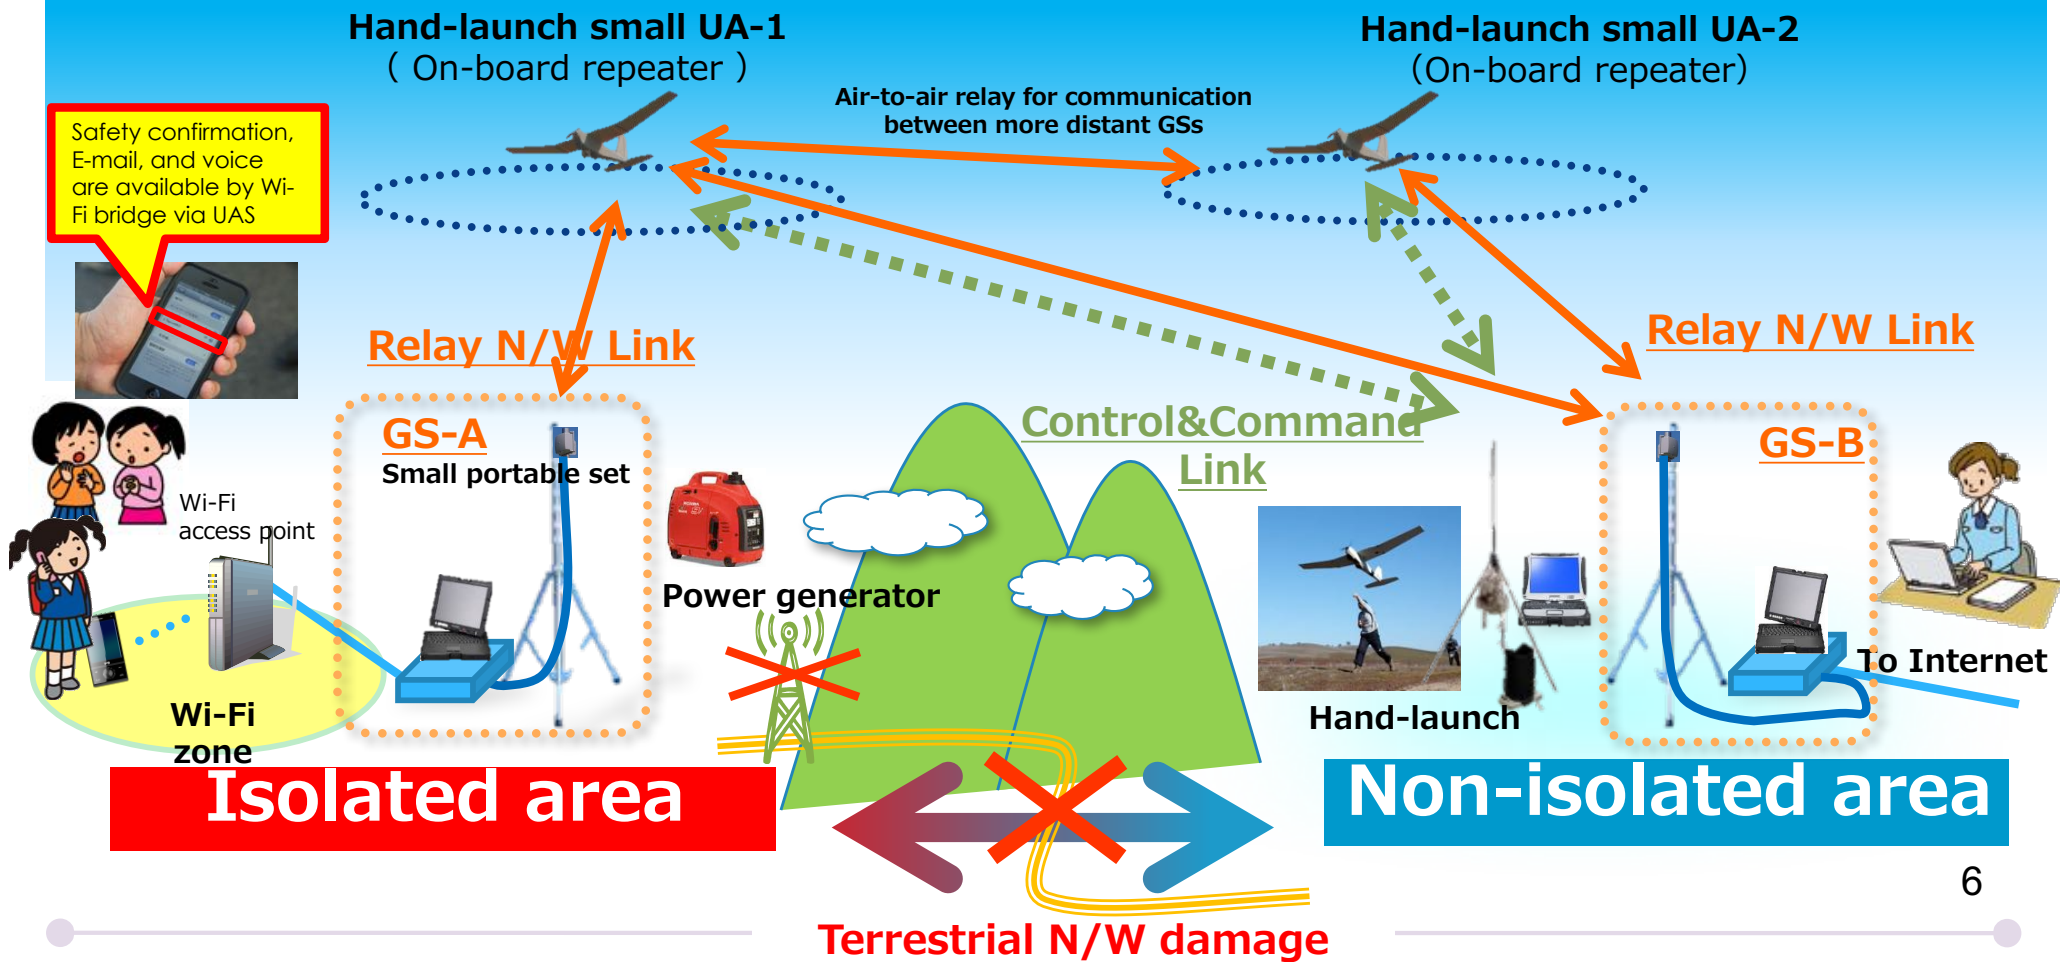 Hand-launch small UA-1
（ On-board repeater ）
Hand-launch small UA-2
（On-board repeater）
Air-to-air relay for communication
between more distant GSs
Safety confirmation,
E-mail, and voice
are available by Wi-
Fi bridge via UAS
Relay N/W Link
Relay N/W Link
GS-A
Small portable set
Control&Command
Link
GS-B
Wi-Fi
access point
Power generator
To Internet
Wi-Fi
zone
Hand-launch
Isolated area
Non-isolated area
6
Terrestrial N/W damage